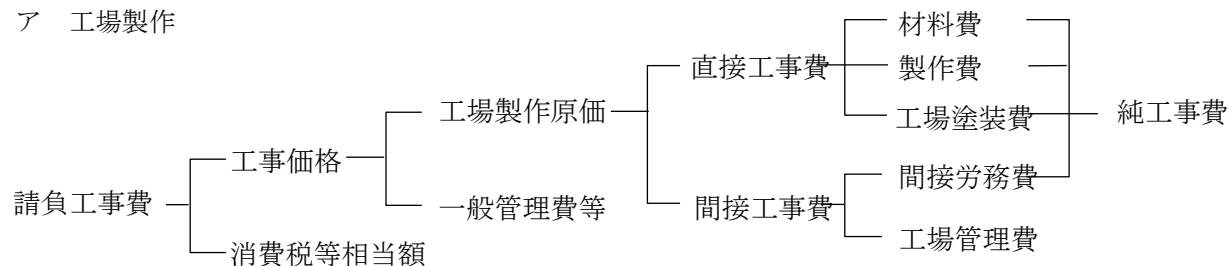 ア 工場製作
材料費
直接工事費 製作費
工場製作原価 工場塗装費 純工事費
工事価格
間接労務費
請負工事費 一般管理費等 間接工事費
工場管理費
消費税等相当額